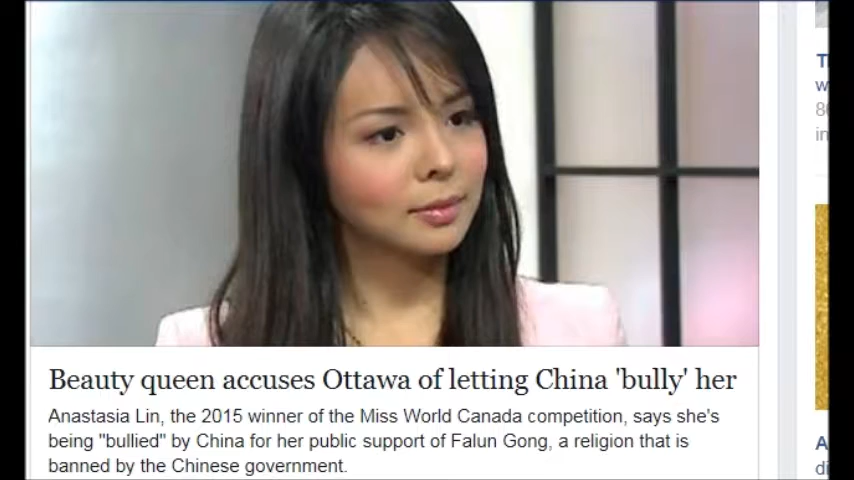 Beauty queen accuses Ottawa of letting China 'bully' her
Anastasia Lin, the 2015 winner of the Miss World Canada competition, says she's
being "bullied" by China for her public support of Falun Gong, a religion that is
banned by the Chinese government.